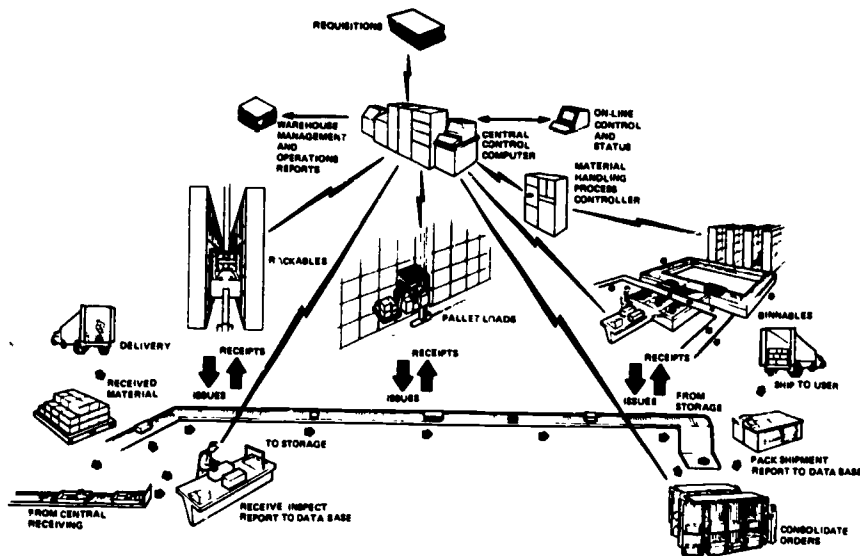 REQUISITIONS
WAREHOUSE
MANAGEMENT
AND
OPERATIONS
REPORTS
CENTRAL
CONTROL
COMPUTER
ON-LINE
CONTROL
AND
STATUS
MATERIAL
HANDLING
PROCESS
CONTROLLER
RACKABLES
PALLET LOADS
BINNABLES
DELIVERY
RECEIVED
MATERIAL
RECEIPTS
ISSUES
RECEIPTS
ISSUES
RECEIPTS
ISSUES
FROM
STORAGE
SHIP TO USER
TO STORAGE
PACK SHIPMENT
REPORT TO DATA BASE
FROM CENTRAL
RECEIVING
RECEIVE INSPECT
REPORT TO DATA BASE
CONSOLIDATE
ORDERS